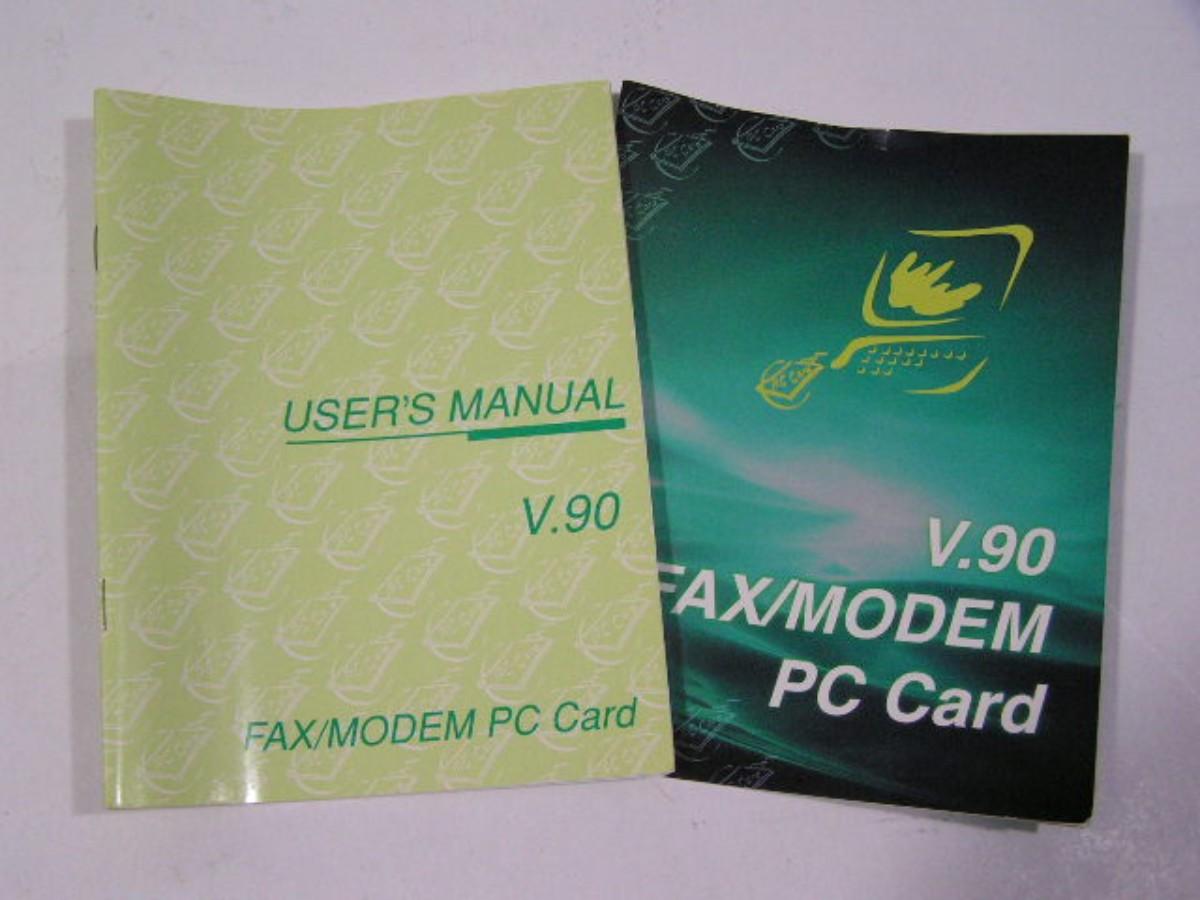 USER'S MANUAL
V.90
FAX/MODEM PC Card
V.90
FAX/MODEM
PC Card